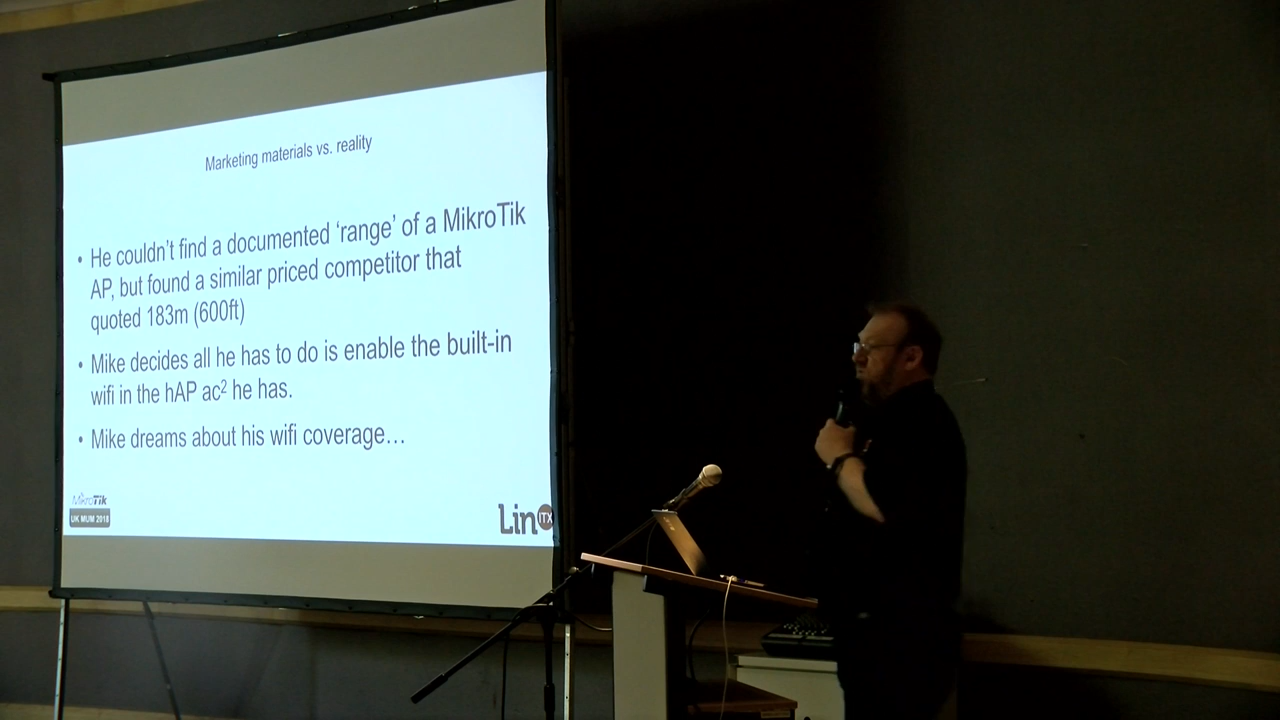 Marketing materials vs. reality
• He couldn't find a documented 'range' of a MikroTik
AP, but found a similar priced competitor that
quoted 183m (600ft)
• Mike decides all he has to do is enable the built-in
wifi in the hAP ac² he has.
• Mike dreams about his wifi coverage…
MikroTik
UK MUM 2018
Lin ITX